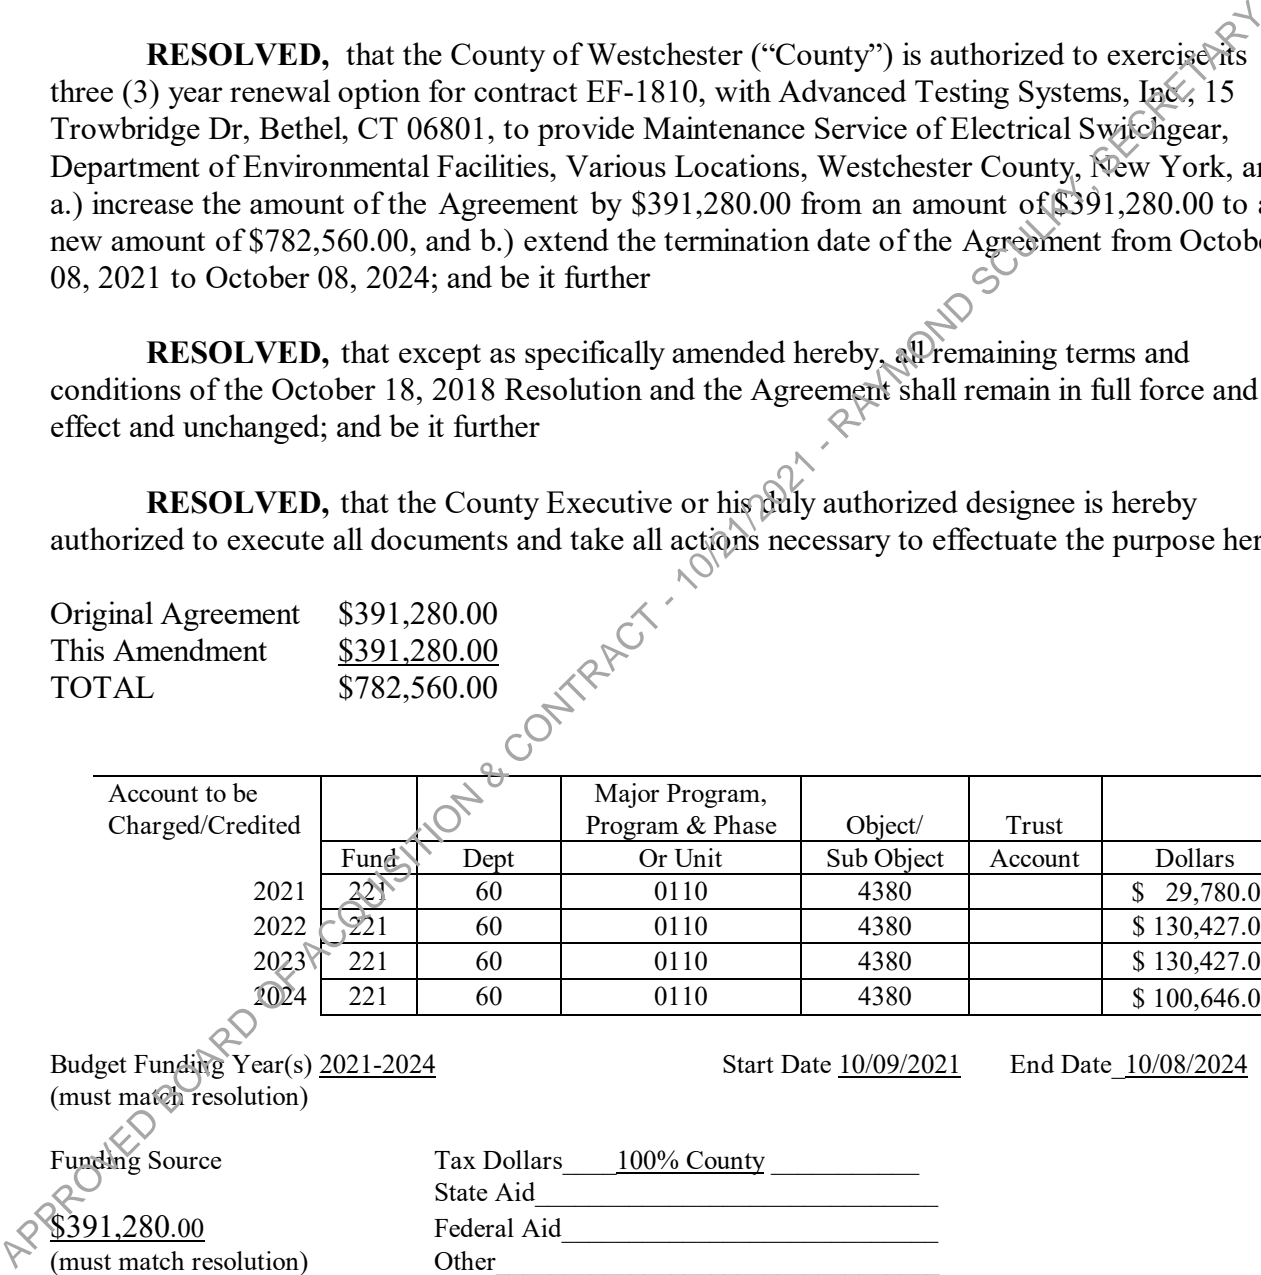 RESOLVED, that the County of Westchester (“County”) is authorized to exercise its
three (3) year renewal option for contract EF-1810, with Advanced Testing Systems, Inc., 15
Trowbridge Dr, Bethel, CT 06801, to provide Maintenance Service of Electrical Switchgear,
Department of Environmental Facilities, Various Locations, Westchester County, New York, an
a.) increase the amount of the Agreement by $391,280.00 from an amount of $391,280.00 to a
new amount of $782,560.00, and b.) extend the termination date of the Agreement from Octobe
08, 2021 to October 08, 2024; and be it further
RESOLVED, that except as specifically amended hereby, all remaining terms and
conditions of the October 18, 2018 Resolution and the Agreement shall remain in full force and
effect and unchanged; and be it further
RESOLVED, that the County Executive or his duly authorized designee is hereby
authorized to execute all documents and take all actions necessary to effectuate the purpose her
Original Agreement $391,280.00
This Amendment $391,280.00
TOTAL $782,560.00
Account to be Major Program,
Charged/Credited Program & Phase Object/ Trust
Fund Dept Or Unit Sub Object Account Dollars
2021 221 60 0110 4380 $ 29,780.0
2022 221 60 0110 4380 $ 130,427.0
2023 221 60 0110 4380 $ 130,427.0
2024 221 60 0110 4380 $ 100,646.0
Budget Funding Year(s) 2021-2024 Start Date 10/09/2021 End Date_10/08/2024
(must match resolution)
Funding Source Tax Dollars____100% County ___________
State Aid______________________________
$391,280.00 Federal Aid____________________________
(must match resolution) Other_________________________________
APPROVED BOARD OF ACQUISITION & CONTRACT - 10/21/2021 - RAYMOND SCULKY, SECRETARY